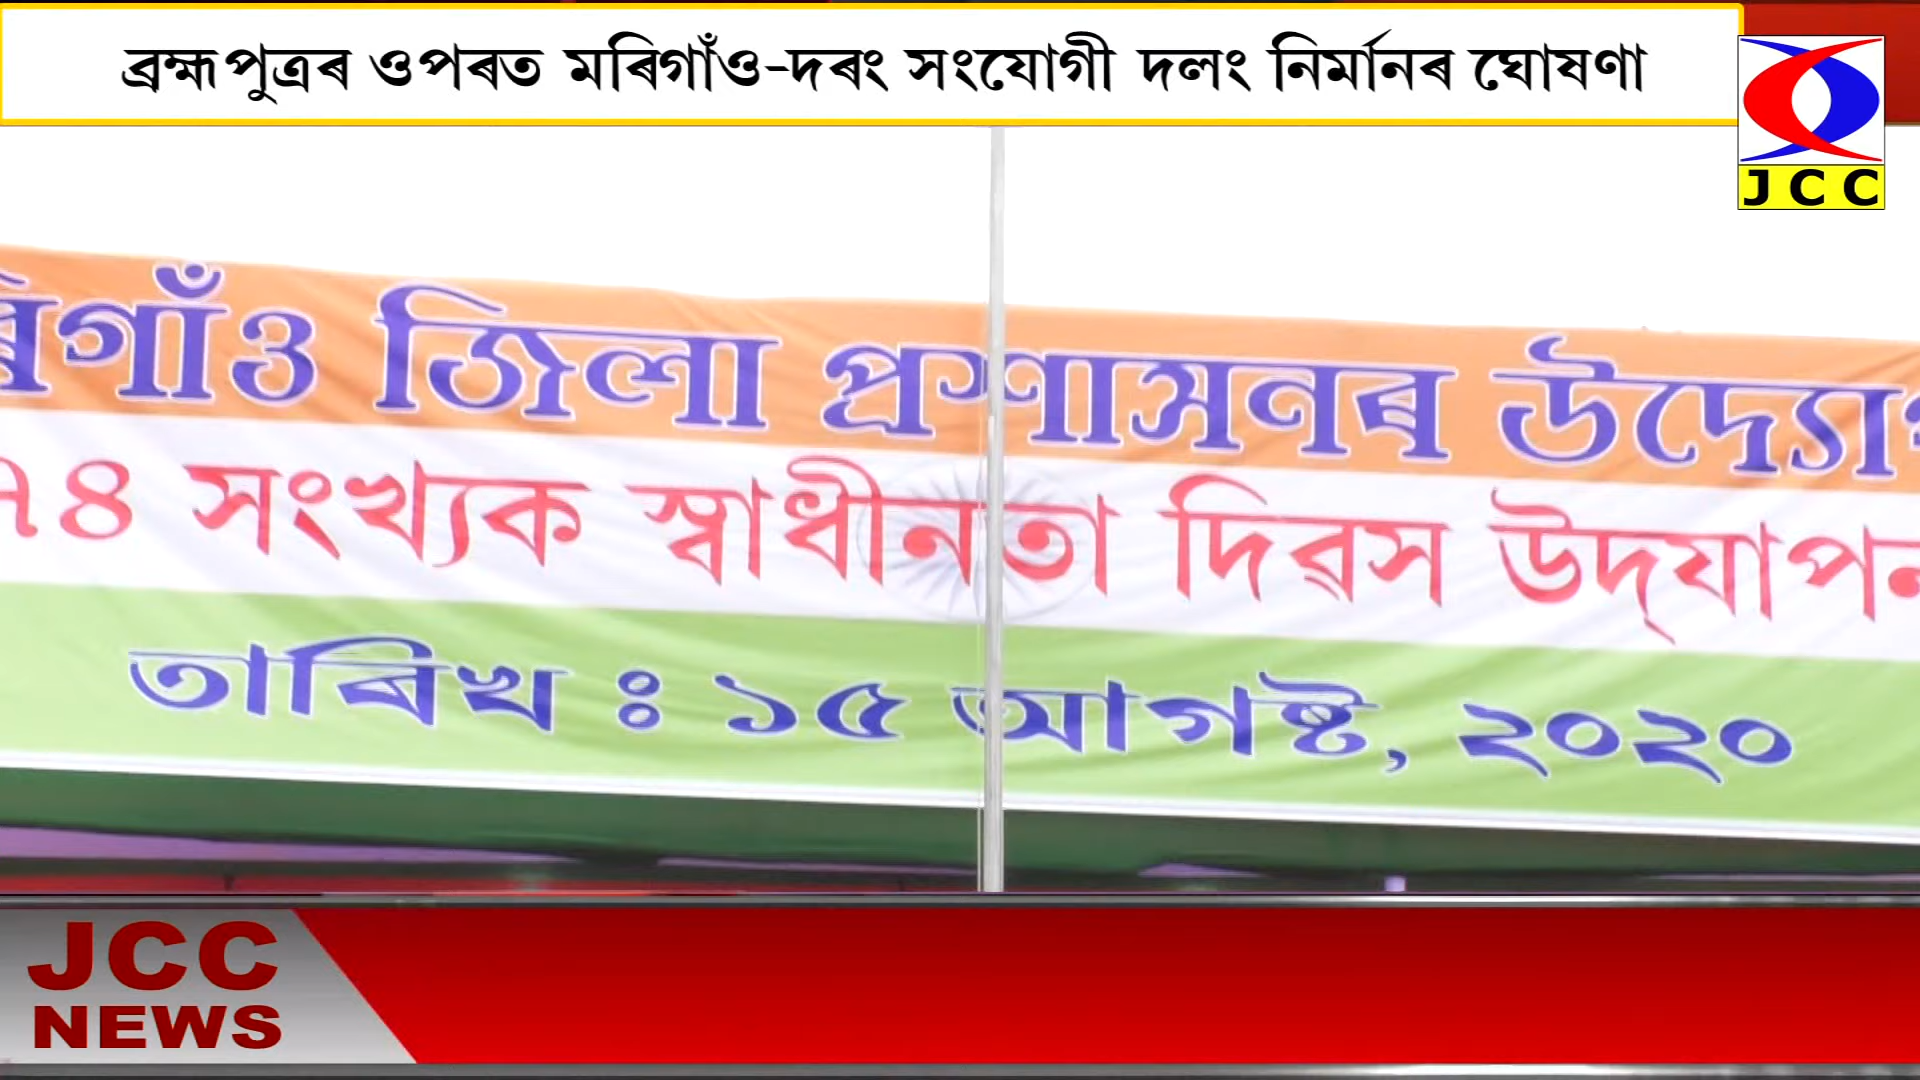 ব্ৰহ্মপুত্ৰৰ ওপৰত মৰিগাঁও-দৰং সংযোগী দলং নিৰ্মানৰ ঘোষণা
JCC
জিলা প্ৰশাসনৰ
৭৪ সংখ্যক স্বাধীনতা দিৱস উদ্‌যাপন
তাৰিখ : ১৫ আগষ্ট, ২০২০
JCC
NEWS